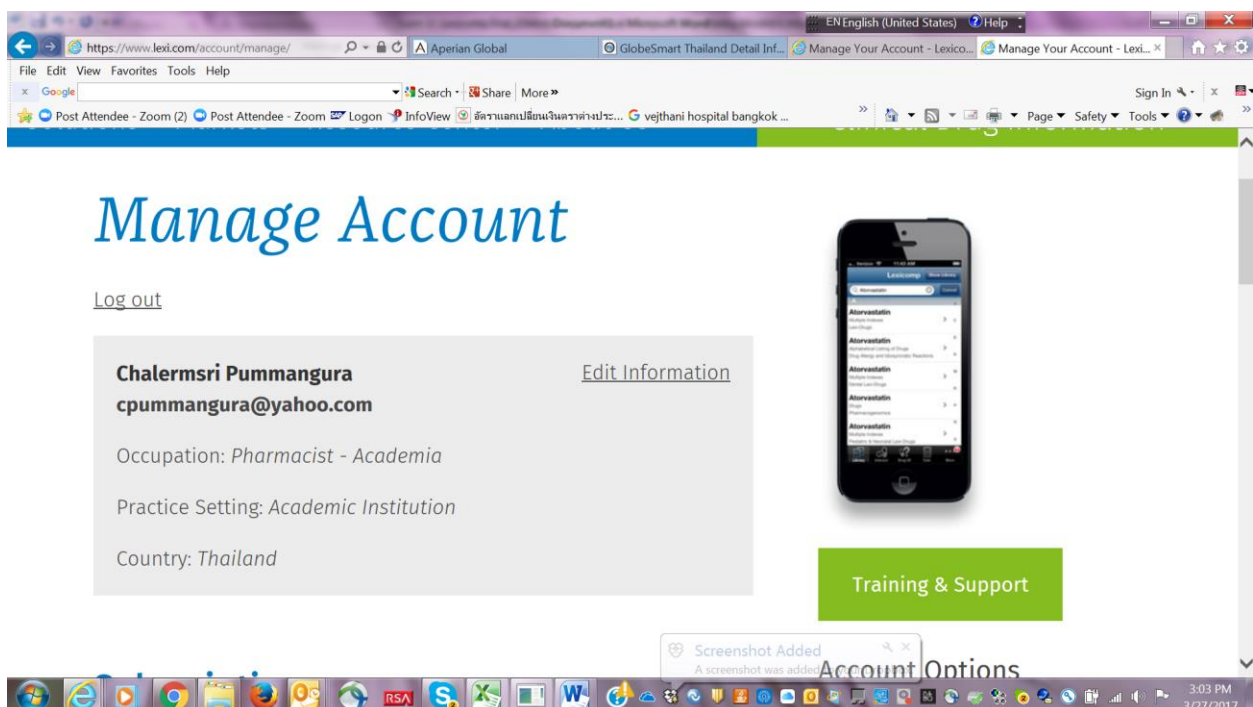 EN English (United States) Help
https://www.lexi.com/account/manage/
Aperian Global
GlobeSmart Thailand Detail Inf...
Manage Your Account - Lexico...
Manage Your Account - Lexi... ×
File Edit View Favorites Tools Help
x Google
Search Share More »
Sign In
x
Post Attendee - Zoom (2) Post Attendee - Zoom Logon InfoView อัตราแลกเปลี่ยนเงินตราต่างประ... vejthani hospital bangkok ...
» Page Safety Tools »
Clinical Drug Information
Manage Account
Log out
Chalermsri Pummangura
Edit Information
cpummangura@yahoo.com
Occupation: Pharmacist - Academia
Practice Setting: Academic Institution
Country: Thailand
Lexicomp
Atorvastatin
Atorvastatin
Atorvastatin
Atorvastatin
Atorvastatin
Atorvastatin
Training & Support
Screenshot Added
A screenshot was added
Account Options
RSA
3:03 PM
3/27/2017